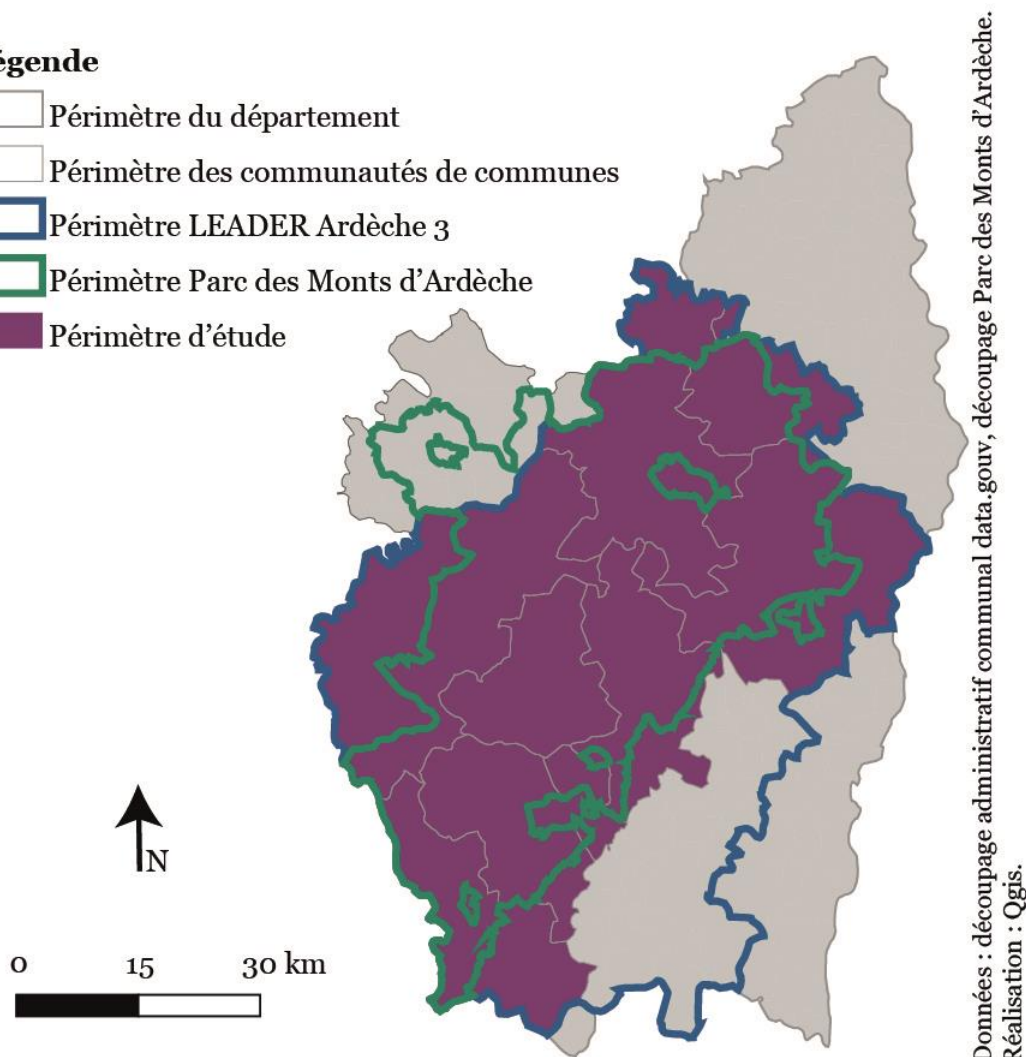 égende
Périmètre du département
Périmètre des communautés de communes
Périmètre LEADER Ardèche 3
Périmètre Parc des Monts d'Ardèche
Périmètre d'étude
N
0 15 30 km
Données : découpage administratif communal data.gouv, découpage Parc des Monts d'Ardèche.
Réalisation : Qgis.